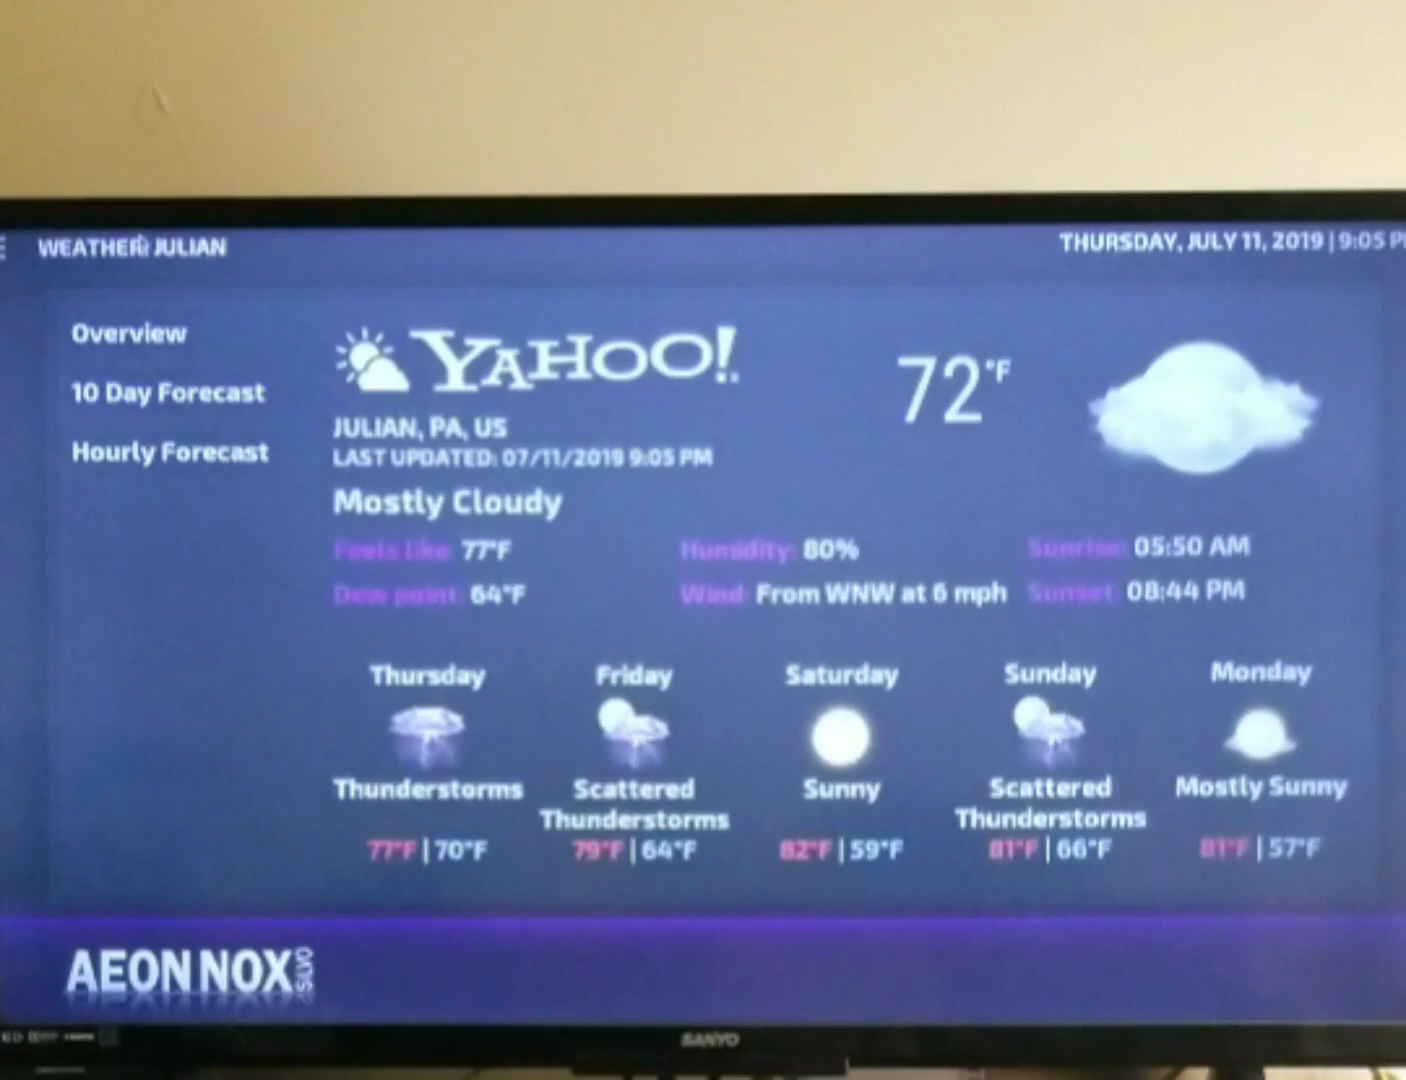 WEATHER: JULIAN
THURSDAY, JULY 11, 2019 | 9:05 P
Overview
10 Day Forecast
Hourly Forecast
YAHOO!
72°F
JULIAN, PA, US
LAST UPDATED: 07/11/2019 9:05 PM
Mostly Cloudy
Feels like: 77°F Humidity: 80% Sunrise: 05:50 AM
Dew point: 64°F Wind: From WNW at 6 mph Sunset: 08:44 PM
Thursday Friday Saturday Sunday Monday
Thunderstorms Scattered Sunny Scattered Mostly Sunny
Thunderstorms Thunderstorms
77°F | 70°F 79°F | 64°F 82°F | 59°F 81°F | 66°F 81°F | 57°F
AEON NOX SILVO
SANYO